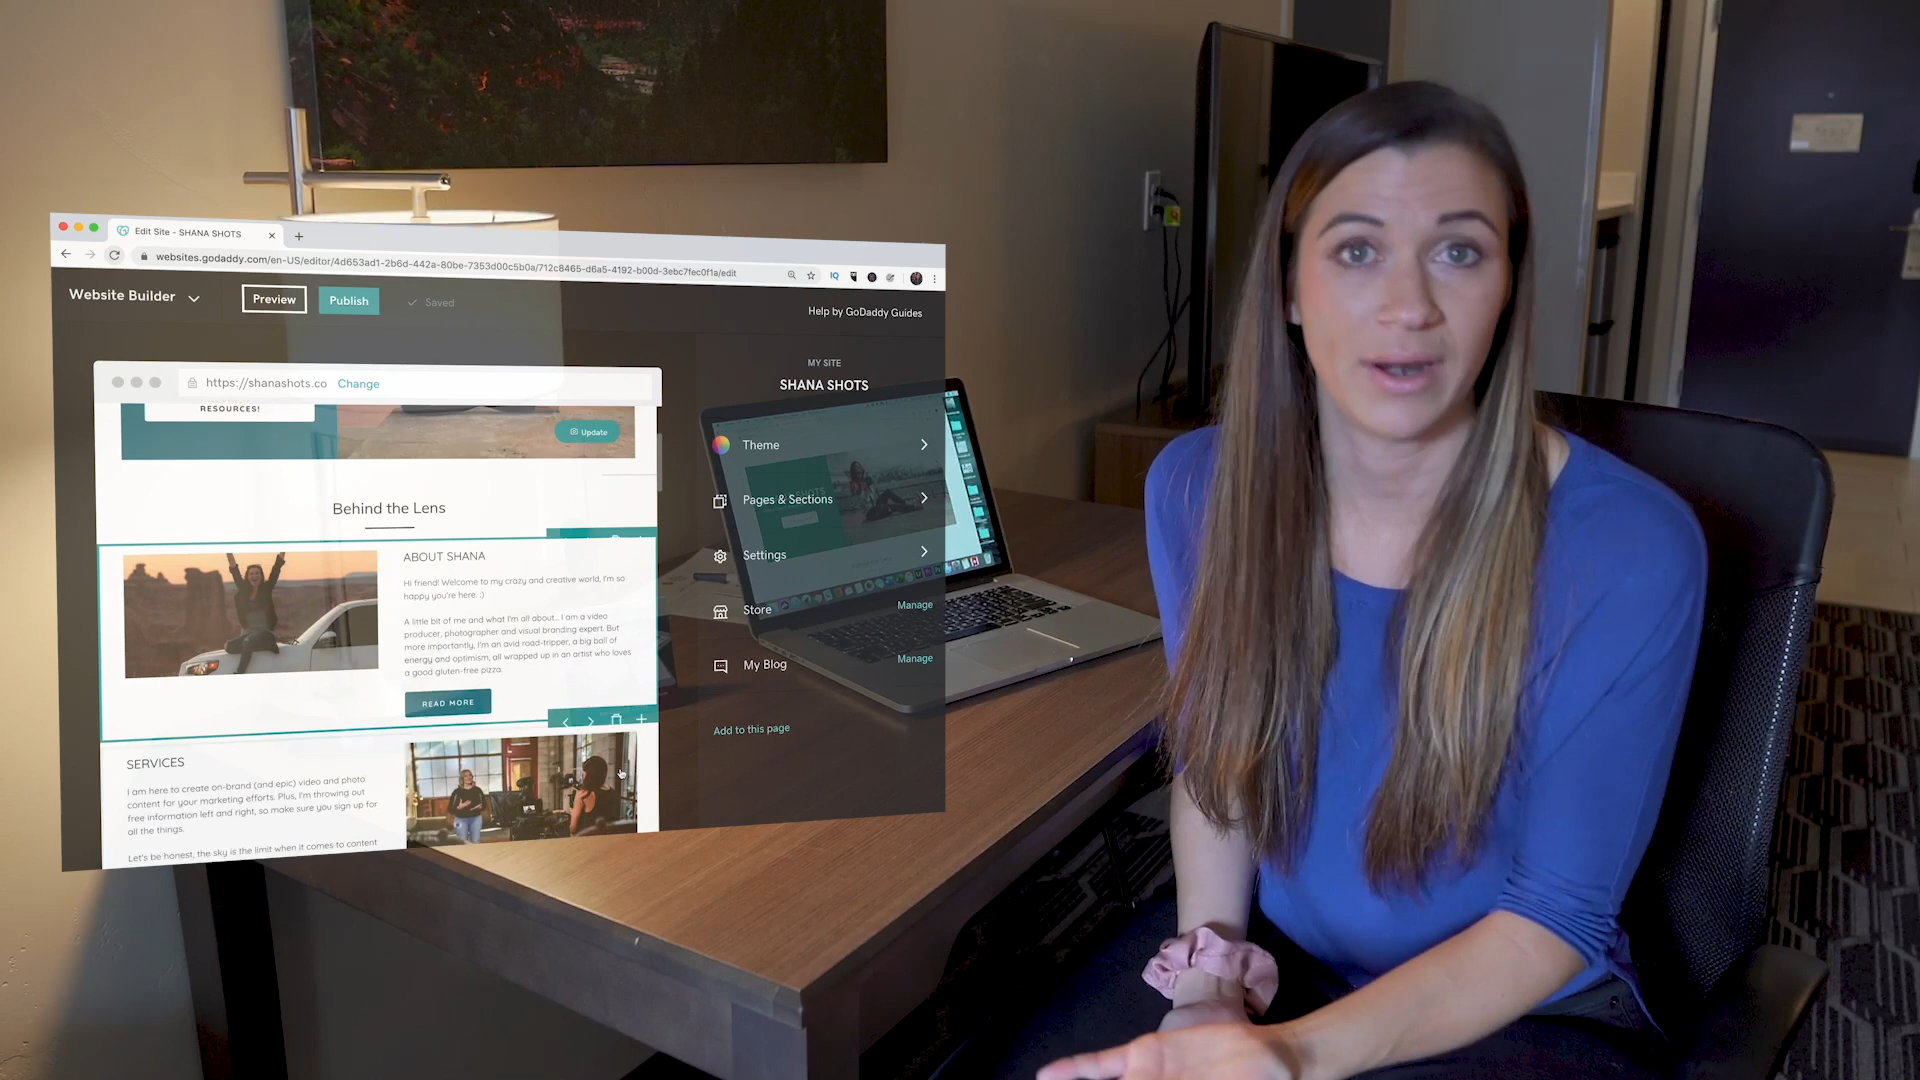 Edit Site - SHANA SHOTS
websites.godaddy.com/en-US/editor/4d653ad1-2b6d-442a-80be-7353d00c5b0a/712c8465-d6a5-4192-b00d-3ebc7fec0f1a/edit
IQ
Website Builder
Preview
Publish
Saved
Help by GoDaddy Guides
https://shanashots.co
Change
RESOURCES!
Update
Behind the Lens
ABOUT SHANA
Hi friend! Welcome to my crazy and creative world, I'm so
happy you're here. :)
A little bit of me and what I'm all about... I am a video
producer, photographer and visual branding expert. But
more importantly, I'm an avid road-tripper, a big ball of
energy and optimism, all wrapped up in an artist who loves
a good gluten-free pizza.
READ MORE
SERVICES
I am here to create on-brand (and epic) video and photo
content for your marketing efforts. Plus, I'm throwing out
free information left and right, so make sure you sign up for
all the things.
Let's be honest, the sky is the limit when it comes to content
MY SITE
SHANA SHOTS
Theme
Pages & Sections
Settings
Store
Manage
My Blog
Manage
Add to this page